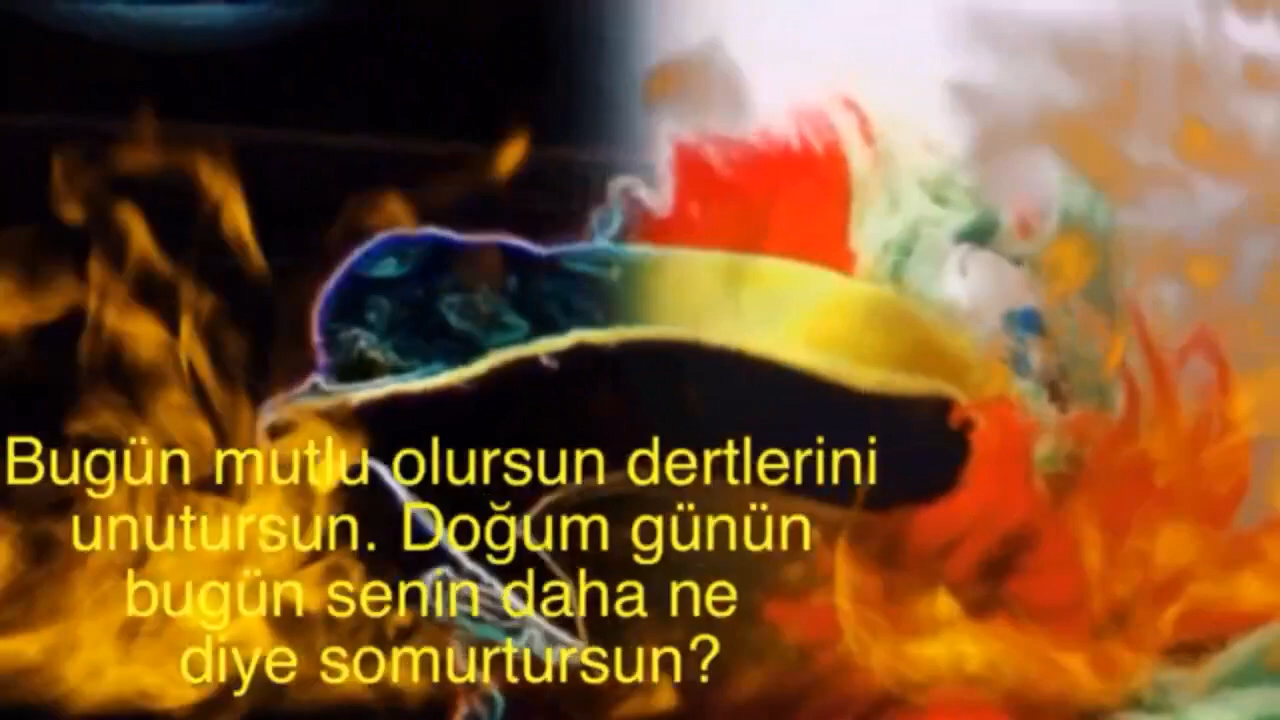 Bugün mutlu olursun dertlerini
unutursun. Doğum günün
bugün senin daha ne
diye somurtursun?